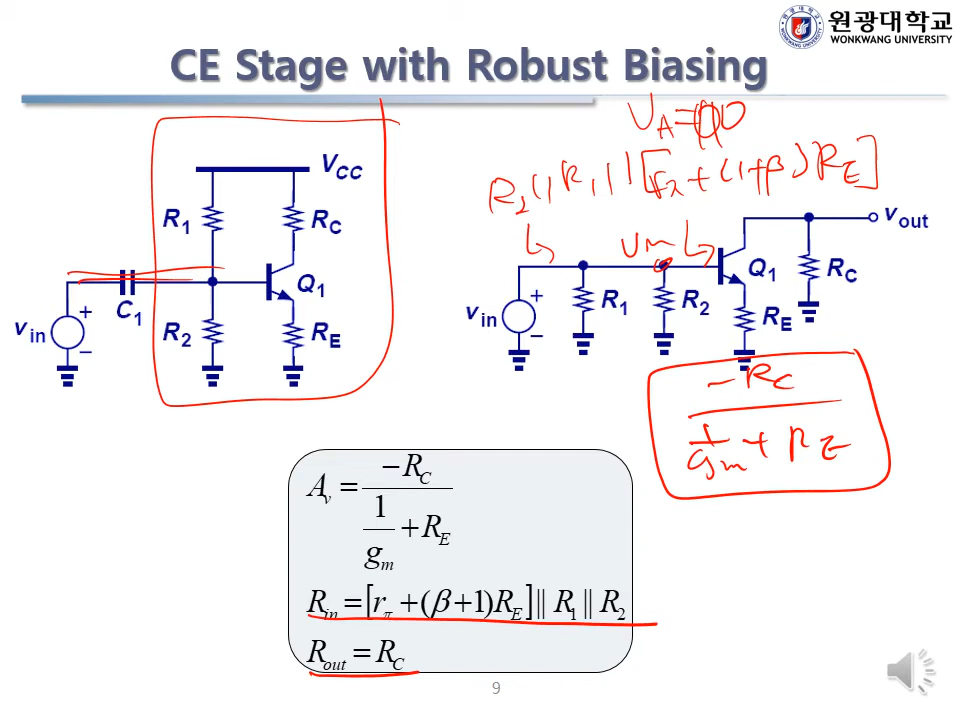 원광대학교
WONKWANG UNIVERSITY
CE Stage with Robust Biasing
V_A = ∞
R_2 || R_1 || [r_π + (1+β) R_E]
V_CC
R_1
R_C
Q_1
C_1
v_in
+
−
R_2
R_E
v_out
Q_1
R_C
v_in
+
−
R_1
R_2
R_E
−R_C
1/g_m + R_E
A_v = −R_C / (1/g_m + R_E)
R_in = [r_π + (β+1)R_E] || R_1 || R_2
R_out = R_C
9